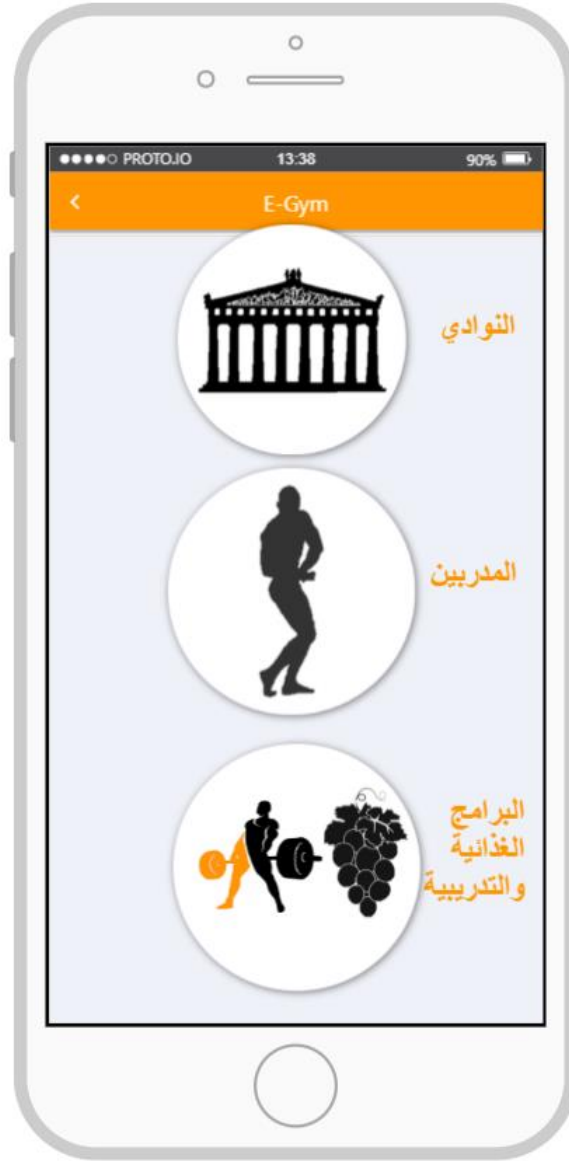 PROTO.IO 13:38 90%
E-Gym
النوادي
المدربين
البرامج
الغذائية
والتدريبية